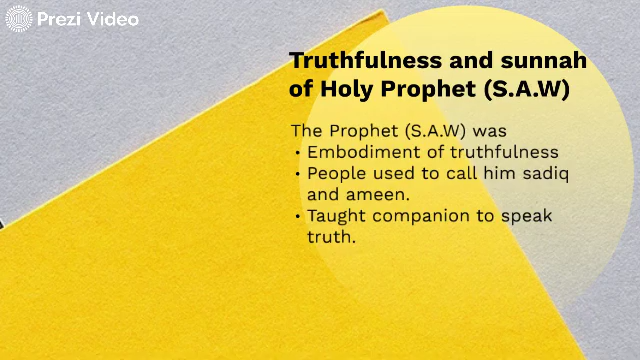 Prezi Video
Truthfulness and sunnah
of Holy Prophet (S.A.W)
The Prophet (S.A.W) was
• Embodiment of truthfulness
• People used to call him sadiq
and ameen.
• Taught companion to speak
truth.